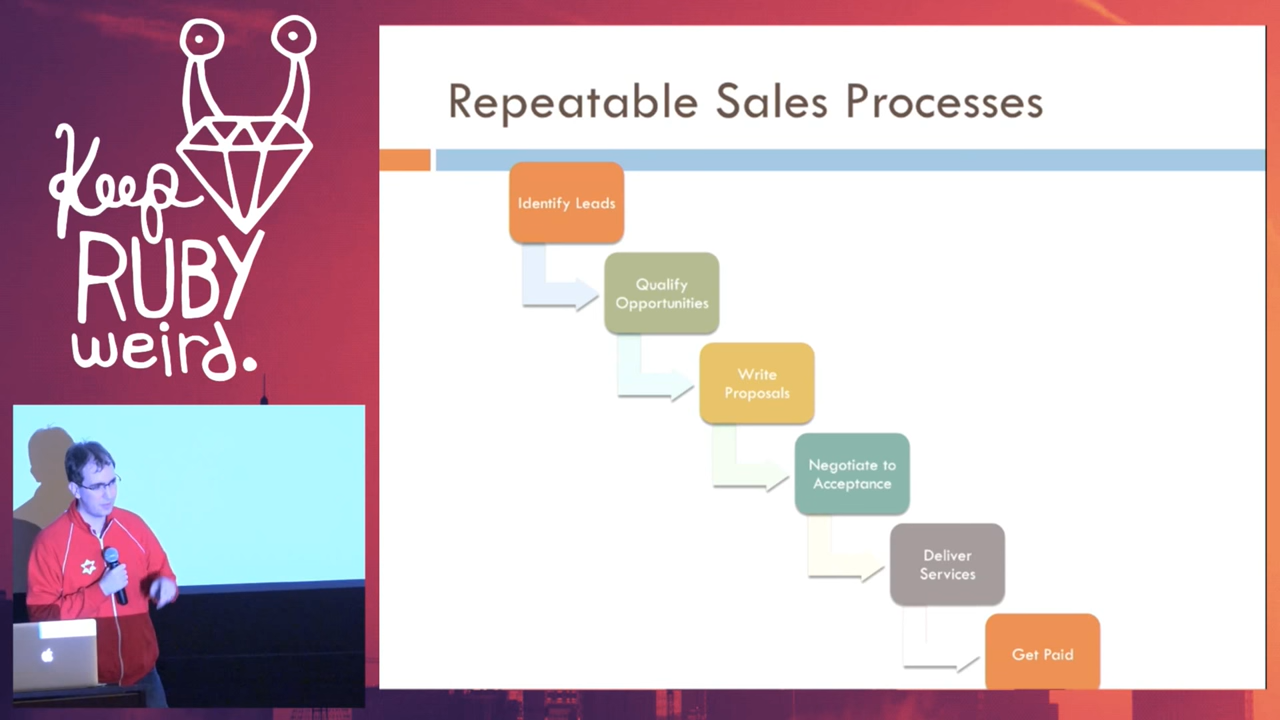 Keep
RUBY
weird.
Repeatable Sales Processes
Identify Leads
Qualify
Opportunities
Write
Proposals
Negotiate to
Acceptance
Deliver
Services
Get Paid